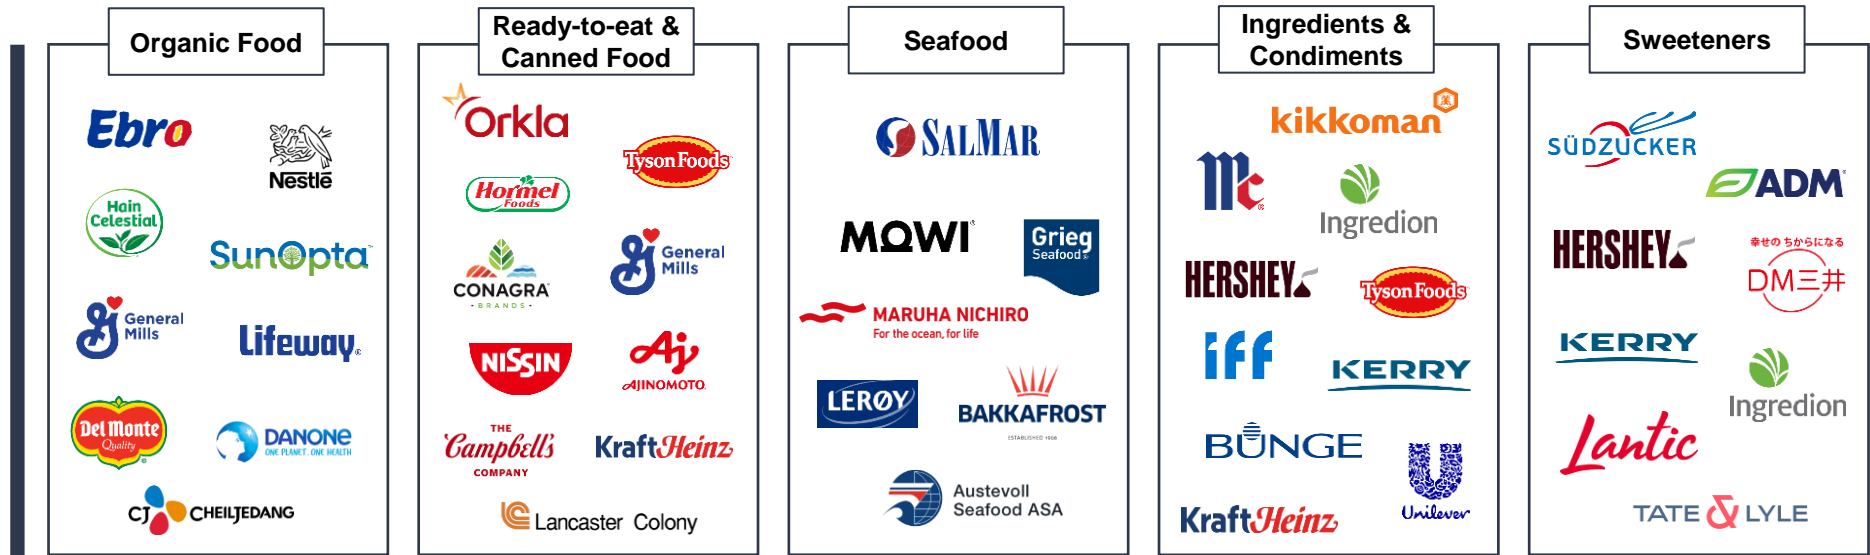 Organic Food
Ebro
Nestlé
Hain
Celestial
SunOpta™
General
Mills
Lifeway®
Del Monte
Quality
DANONE
ONE PLANET. ONE HEALTH
CJ CHEILJEDANG
Ready-to-eat &
Canned Food
Orkla
Tyson Foods
Hormel
Foods
CONAGRA
BRANDS
G General
Mills
NISSIN
Aj
AJINOMOTO
THE
Campbell's
COMPANY
KraftHeinz
Lancaster Colony
Seafood
SALMAR
MOWI®
Grieg
Seafood®
MARUHA NICHIRO
For the ocean, for life
LERØY
BAKKAFROST
ESTABLISHED 1968
Austevoll
Seafood ASA
Ingredients &
Condiments
kikkoman®
Mc®
Ingredion
HERSHEY
Tyson Foods
iff
KERRY
BUNGE
Unilever
KraftHeinz
Sweeteners
SÜDZUCKER
ADM®
HERSHEY
幸せの ちからになる
DM三井
KERRY
Ingredion
Lantic
TATE & LYLE